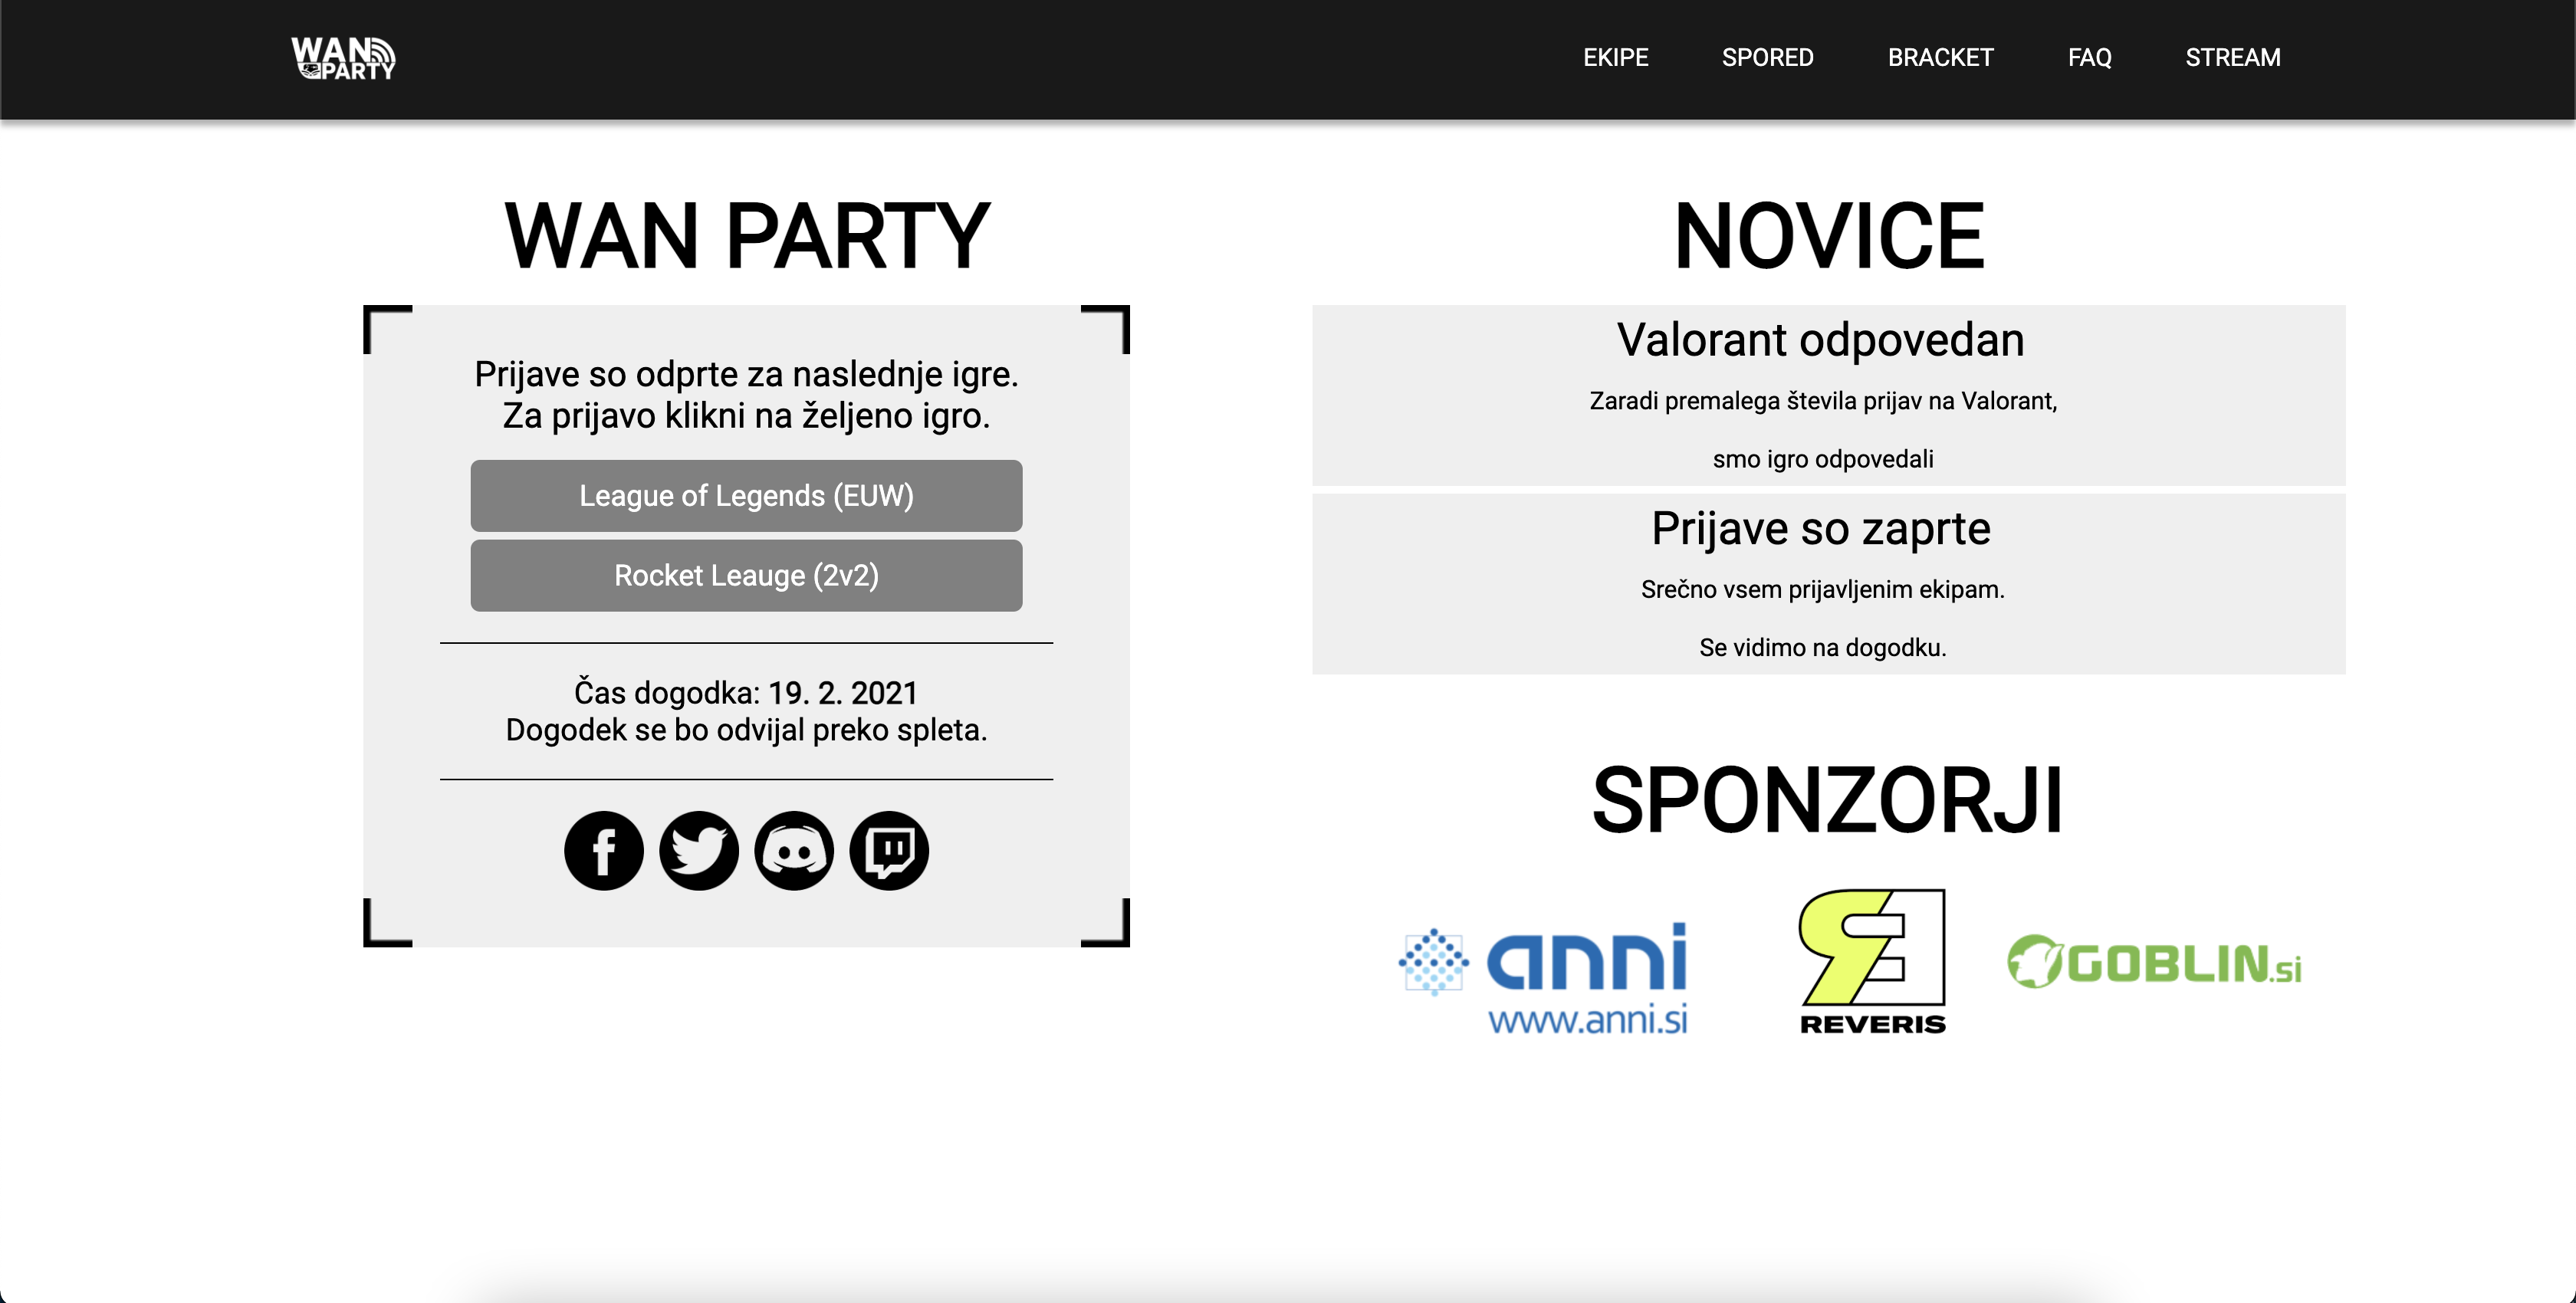 WAN PARTY
EKIPE SPORED BRACKET FAQ STREAM
WAN PARTY
Prijave so odprte za naslednje igre.
Za prijavo klikni na željeno igro.
League of Legends (EUW)
Rocket Leauge (2v2)
Čas dogodka: 19. 2. 2021
Dogodek se bo odvijal preko spleta.
NOVICE
Valorant odpovedan
Zaradi premalega števila prijav na Valorant,
smo igro odpovedali
Prijave so zaprte
Srečno vsem prijavljenim ekipam.
Se vidimo na dogodku.
SPONZORJI
anni
www.anni.si
REVERIS
GOBLIN.si